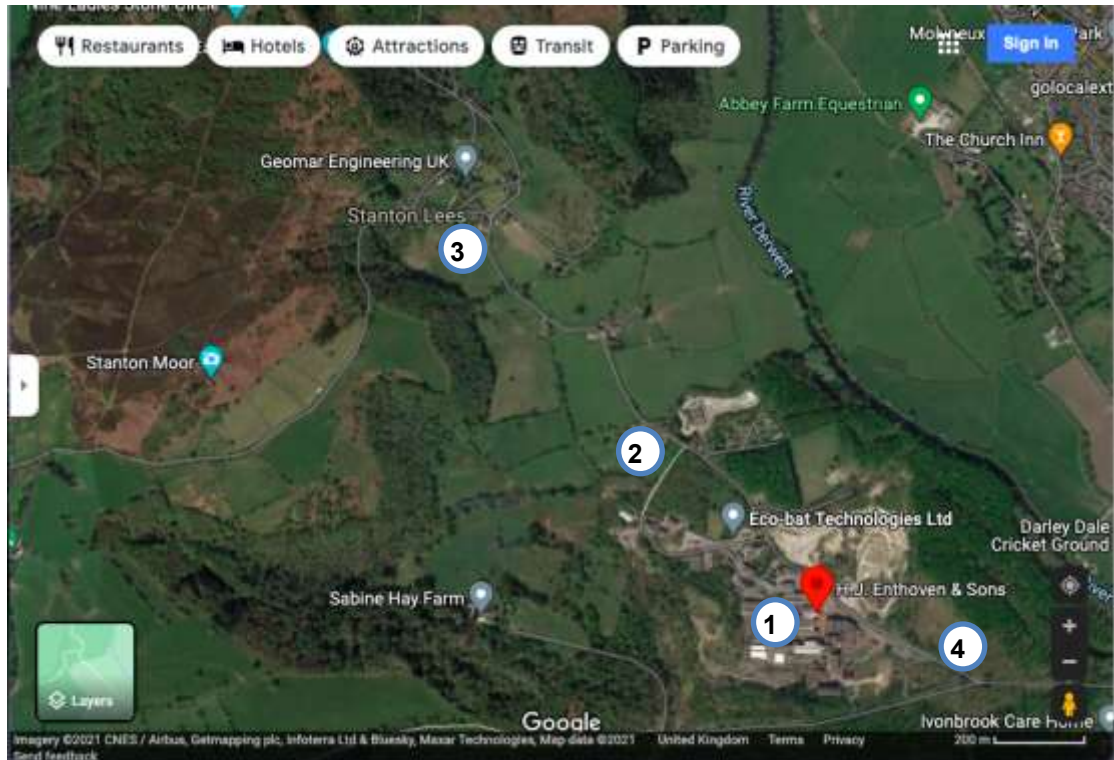 Nine Ladies Stone Circle
Restaurants
Hotels
Attractions
Transit
P Parking
Sign in
golocalext
Abbey Farm Equestrian
The Church Inn
Geomar Engineering UK
Stanton Lees
3
River Derwent
Stanton Moor
2
Eco-bat Technologies Ltd
Darley Dale
Cricket Ground
H.J. Enthoven & Sons
Sabine Hay Farm
1
4
Layers
Google
Ivonbrook Care Home
Imagery ©2021 CNES / Airbus, Getmapping plc, Infoterra Ltd & Bluesky, Maxar Technologies, Map data ©2021 United Kingdom Terms Privacy 200 m
Send feedback